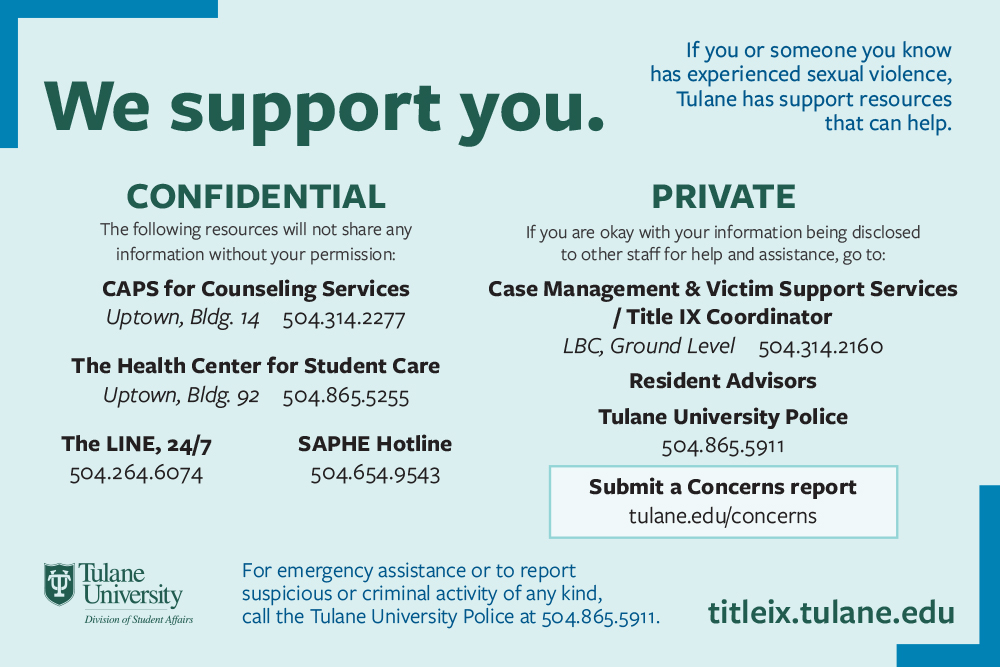 We support you.
If you or someone you know
has experienced sexual violence,
Tulane has support resources
that can help.
CONFIDENTIAL
The following resources will not share any
information without your permission:
CAPS for Counseling Services
Uptown, Bldg. 14 504.314.2277
The Health Center for Student Care
Uptown, Bldg. 92 504.865.5255
The LINE, 24/7
504.264.6074
SAPHE Hotline
504.654.9543
PRIVATE
If you are okay with your information being disclosed
to other staff for help and assistance, go to:
Case Management & Victim Support Services
/ Title IX Coordinator
LBC, Ground Level 504.314.2160
Resident Advisors
Tulane University Police
504.865.5911
Submit a Concerns report
tulane.edu/concerns
Tulane
University
Division of Student Affairs
For emergency assistance or to report
suspicious or criminal activity of any kind,
call the Tulane University Police at 504.865.5911.
titleix.tulane.edu